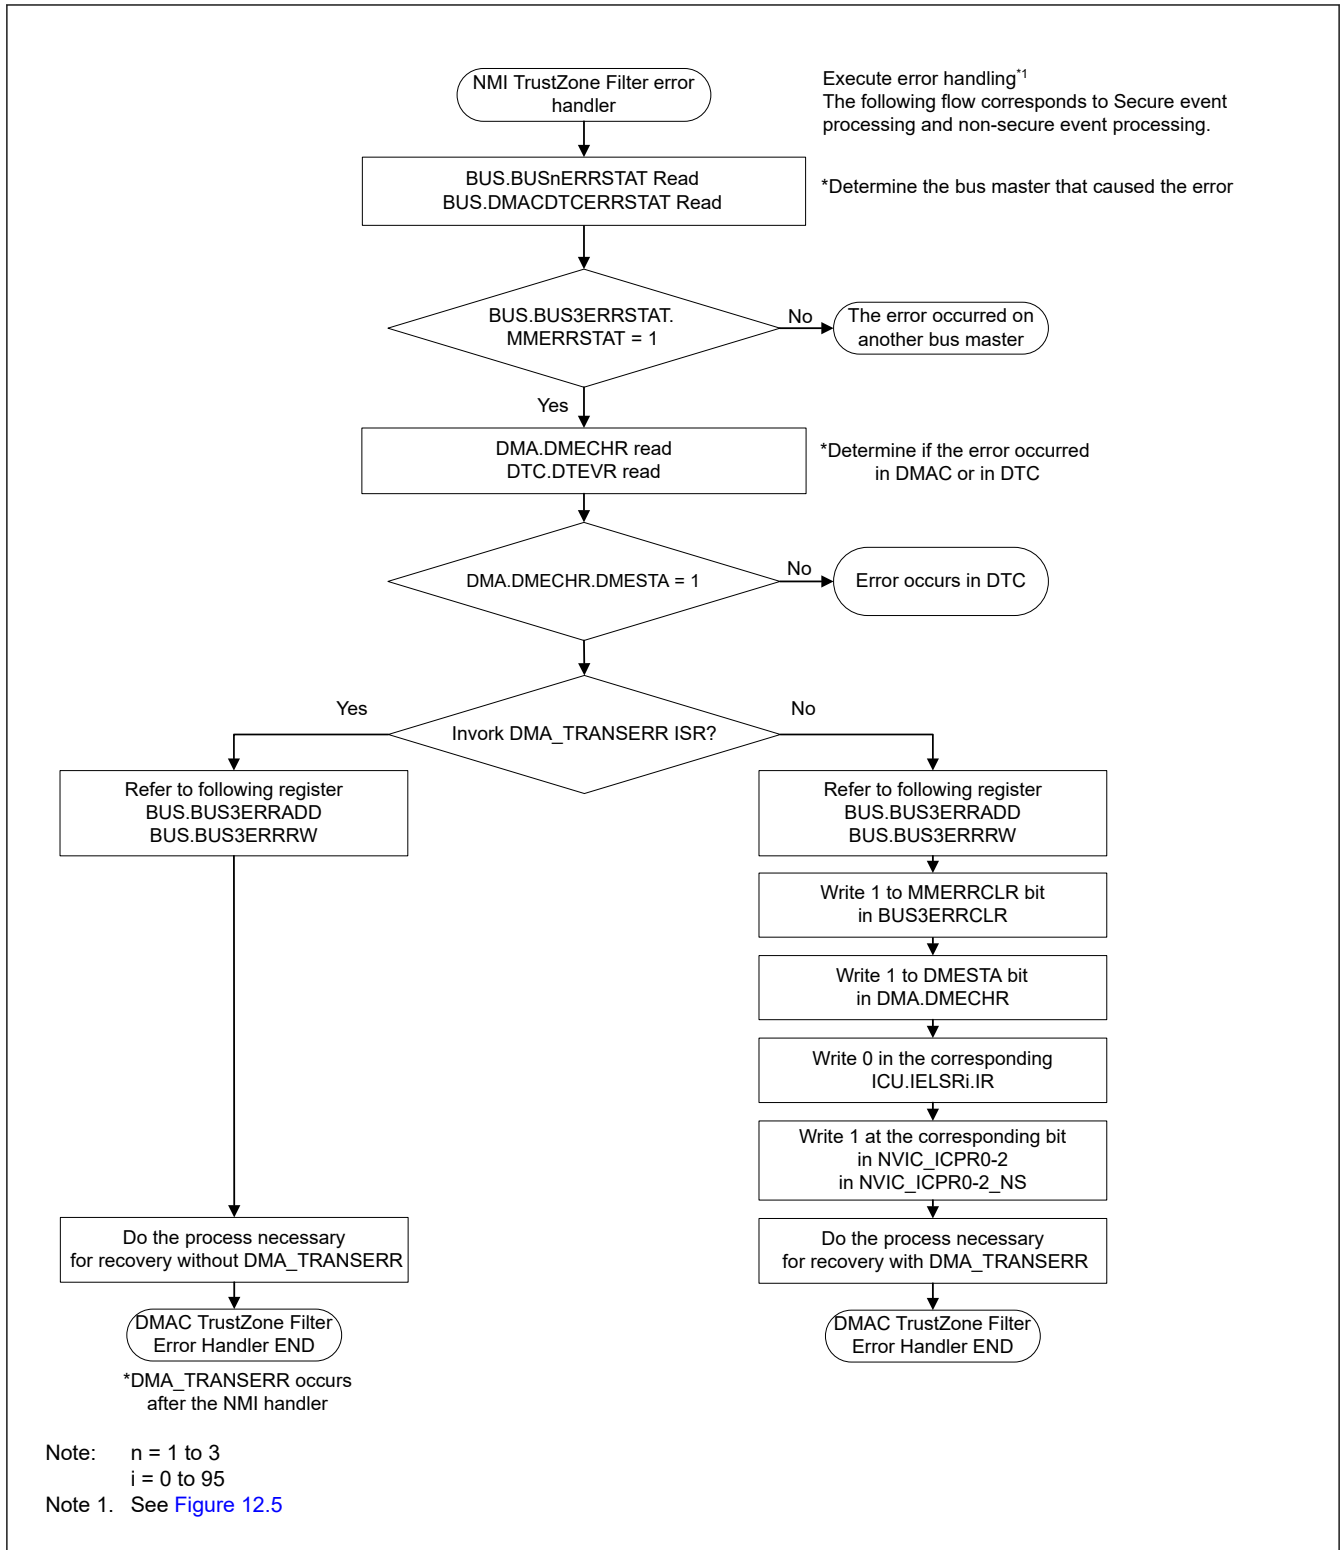 NMI TrustZone Filter error
handler
Execute error handling*1
The following flow corresponds to Secure event
processing and non-secure event processing.
BUS.BUSnERRSTAT Read
BUS.DMACDTCERRSTAT Read
*Determine the bus master that caused the error
BUS.BUS3ERRSTAT.
MMERRSTAT = 1
No
The error occurred on
another bus master
Yes
DMA.DMECHR read
DTC.DTEVR read
*Determine if the error occurred
in DMAC or in DTC
DMA.DMECHR.DMESTA = 1
No
Error occurs in DTC
Invork DMA_TRANSERR ISR?
Yes
No
Refer to following register
BUS.BUS3ERRADD
BUS.BUS3ERRRW
Do the process necessary
for recovery without DMA_TRANSERR
DMAC TrustZone Filter
Error Handler END
*DMA_TRANSERR occurs
after the NMI handler
Refer to following register
BUS.BUS3ERRADD
BUS.BUS3ERRRW
Write 1 to MMERRCLR bit
in BUS3ERRCLR
Write 1 to DMESTA bit
in DMA.DMECHR
Write 0 in the corresponding
ICU.IELSRi.IR
Write 1 at the corresponding bit
in NVIC_ICPR0-2
in NVIC_ICPR0-2_NS
Do the process necessary
for recovery with DMA_TRANSERR
DMAC TrustZone Filter
Error Handler END
Note: n = 1 to 3
i = 0 to 95
Note 1. See Figure 12.5